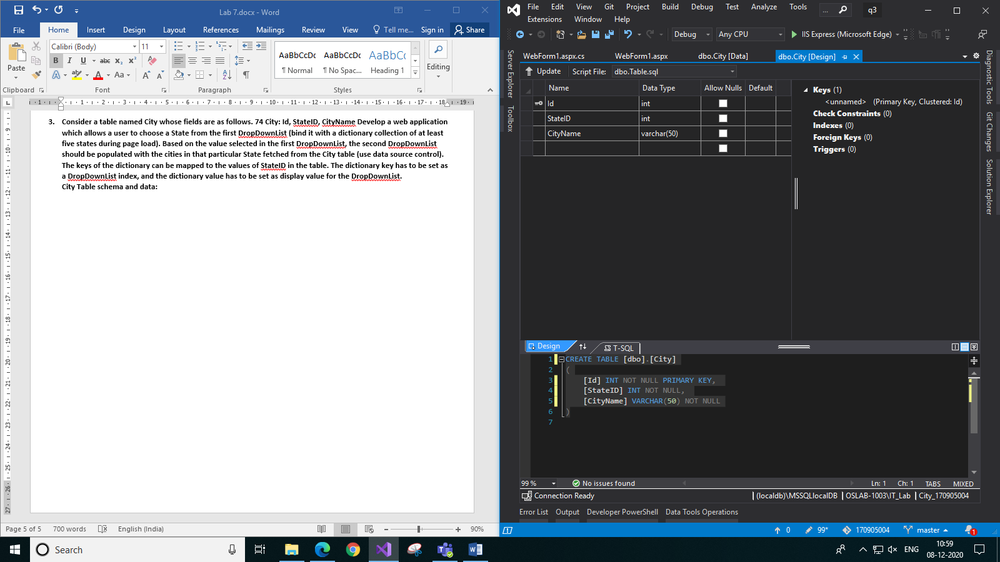 Lab 7.docx - Word
File Home Insert Design Layout References Mailings Review View Tell me... Sign in Share
Calibri (Body) 11
Paste
B I U abc x₂ x²
A ab A Aa A A
AaBbCcDc AaBbCcDc AaBbCc
¶ Normal ¶ No Spac... Heading 1
Editing
Clipboard Font Paragraph Styles
3. Consider a table named City whose fields are as follows. 74 City: Id, StateID, CityName Develop a web application
which allows a user to choose a State from the first DropDownList (bind it with a dictionary collection of at least
five states during page load). Based on the value selected in the first DropDownList, the second DropDownList
should be populated with the cities in that particular State fetched from the City table (use data source control).
The keys of the dictionary can be mapped to the values of StateID in the table. The dictionary key has to be set as
a DropDownList index, and the dictionary value has to be set as display value for the DropDownList.
City Table schema and data:
Page 5 of 5 700 words English (India) 90%
File Edit View Git Project Build Debug Test Analyze Tools ... q3
Extensions Window Help
Debug Any CPU IIS Express (Microsoft Edge)
Server Explorer
Toolbox
WebForm1.aspx.cs WebForm1.aspx dbo.City [Data] dbo.City [Design]
Update Script File: dbo.Table.sql
Name Data Type Allow Nulls Default
Id int
StateID int
CityName varchar(50)
Keys (1)
<unnamed> (Primary Key, Clustered: Id)
Check Constraints (0)
Indexes (0)
Foreign Keys (0)
Triggers (0)
Diagnostic Tools
Git Changes
Solution Explorer
Design T-SQL
1 CREATE TABLE [dbo].[City]
2 (
3 [Id] INT NOT NULL PRIMARY KEY,
4 [StateID] INT NOT NULL,
5 [CityName] VARCHAR(50) NOT NULL
6 )
7
99 % No issues found Ln: 1 Ch: 1 TABS MIXED
Connection Ready (localdb)\MSSQLlocalDB OSLAB-1003\IT_Lab City_170905004
Error List Output Developer PowerShell Data Tools Operations
0 99* 170905004 master 1
Search
ENG
10:59
08-12-2020